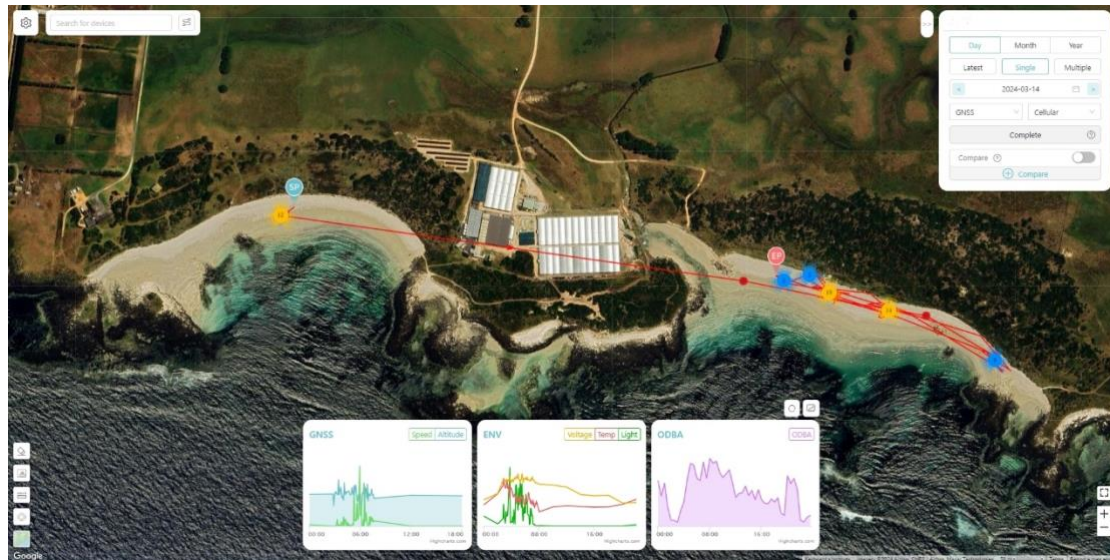 Search for devices
Day Month Year
Latest Single Multiple
2024-03-14
GNSS Cellular
Complete
Compare
Compare
SP
EP
GNSS Speed Altitude
00:00 06:00 12:00 18:00
Highcharts.com
ENV Voltage Temp Light
00:00 08:00 16:00
Highcharts.com
ODBA ODBA
00:00 08:00 16:00
Highcharts.com
Google